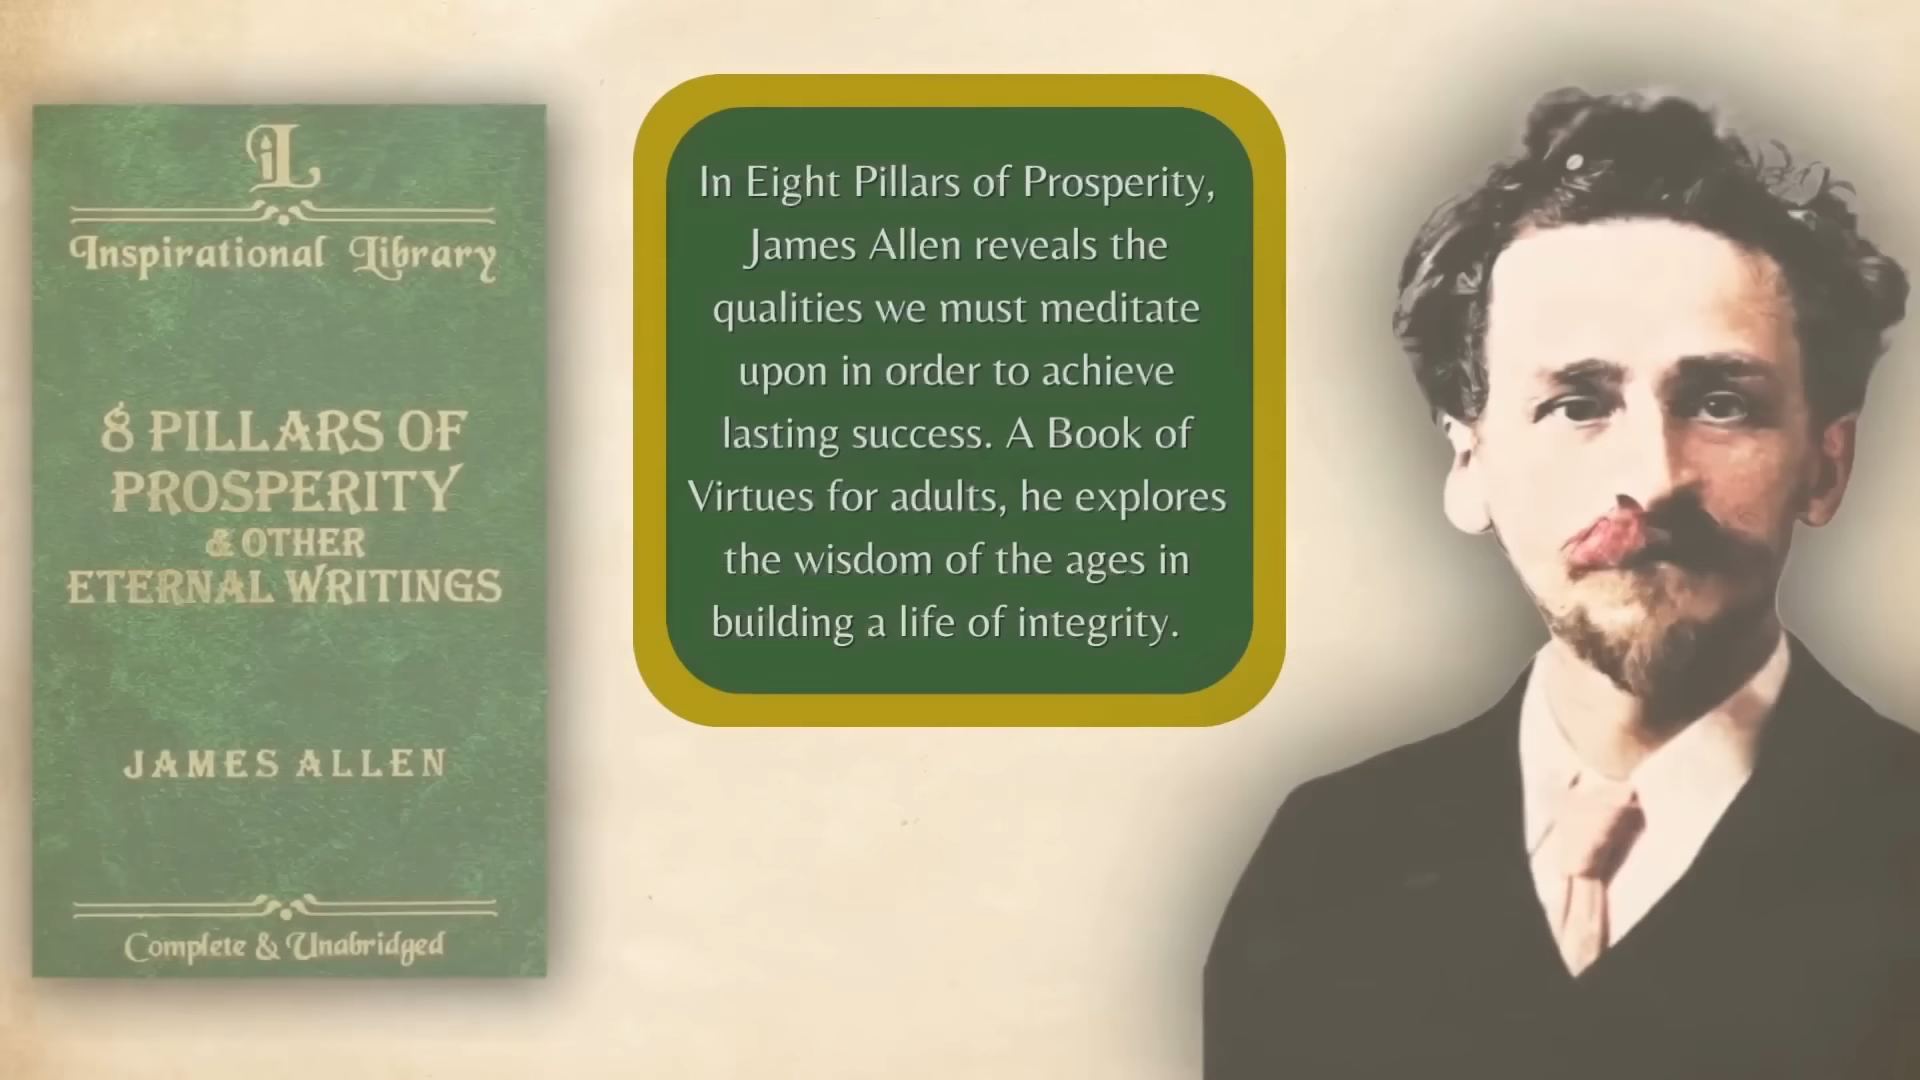 L
Inspirational Library
8 PILLARS OF
PROSPERITY
& OTHER
ETERNAL WRITINGS
JAMES ALLEN
Complete & Unabridged
In Eight Pillars of Prosperity,
James Allen reveals the
qualities we must meditate
upon in order to achieve
lasting success. A Book of
Virtues for adults, he explores
the wisdom of the ages in
building a life of integrity.